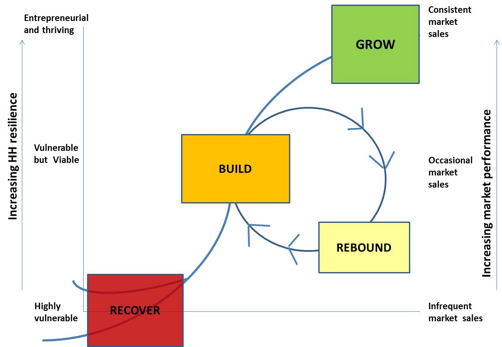 Entrepreneurial
and thriving
Consistent
market
sales
GROW
Increasing HH resilience
Increasing market performance
Vulnerable
but Viable
BUILD
Occasional
market
sales
REBOUND
Highly
vulnerable
RECOVER
Infrequent
market sales